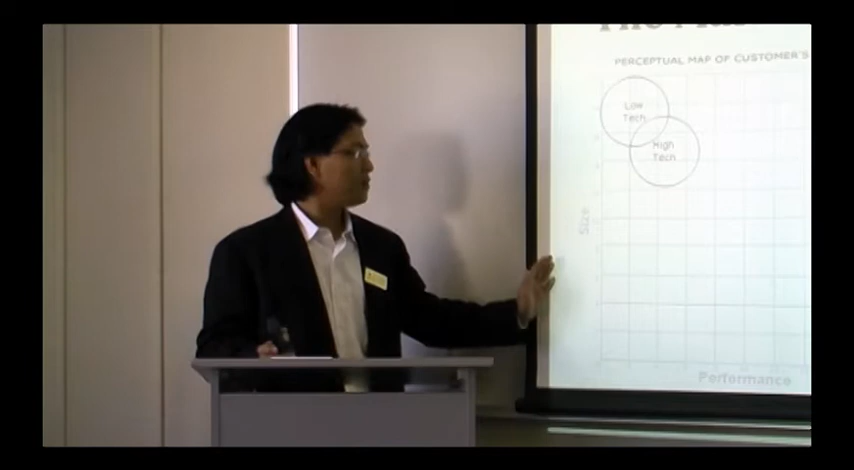 PERCEPTUAL MAP OF CUSTOMER'S
Low
Tech
High
Tech
Size
Performance